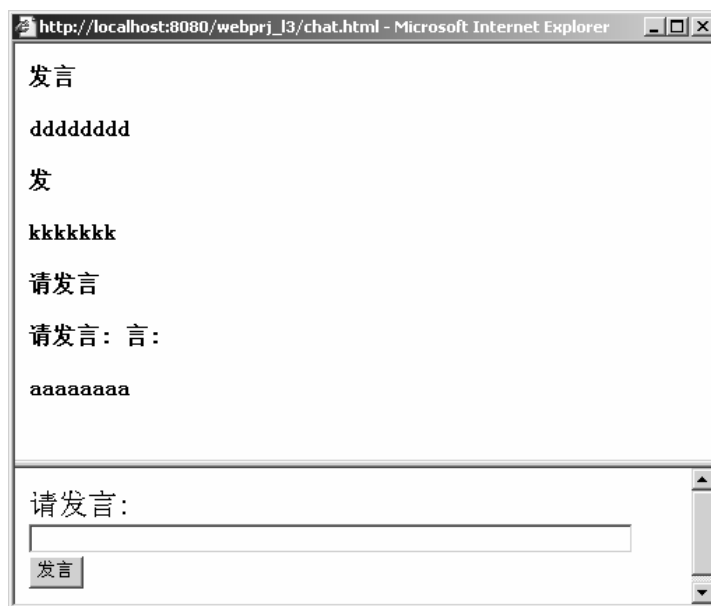 http://localhost:8080/webprj_l3/chat.html - Microsoft Internet Explorer
发言
dddddddd
发
kkkkkkk
请发言
请发言: 言:
aaaaaaaa
请发言:
发言